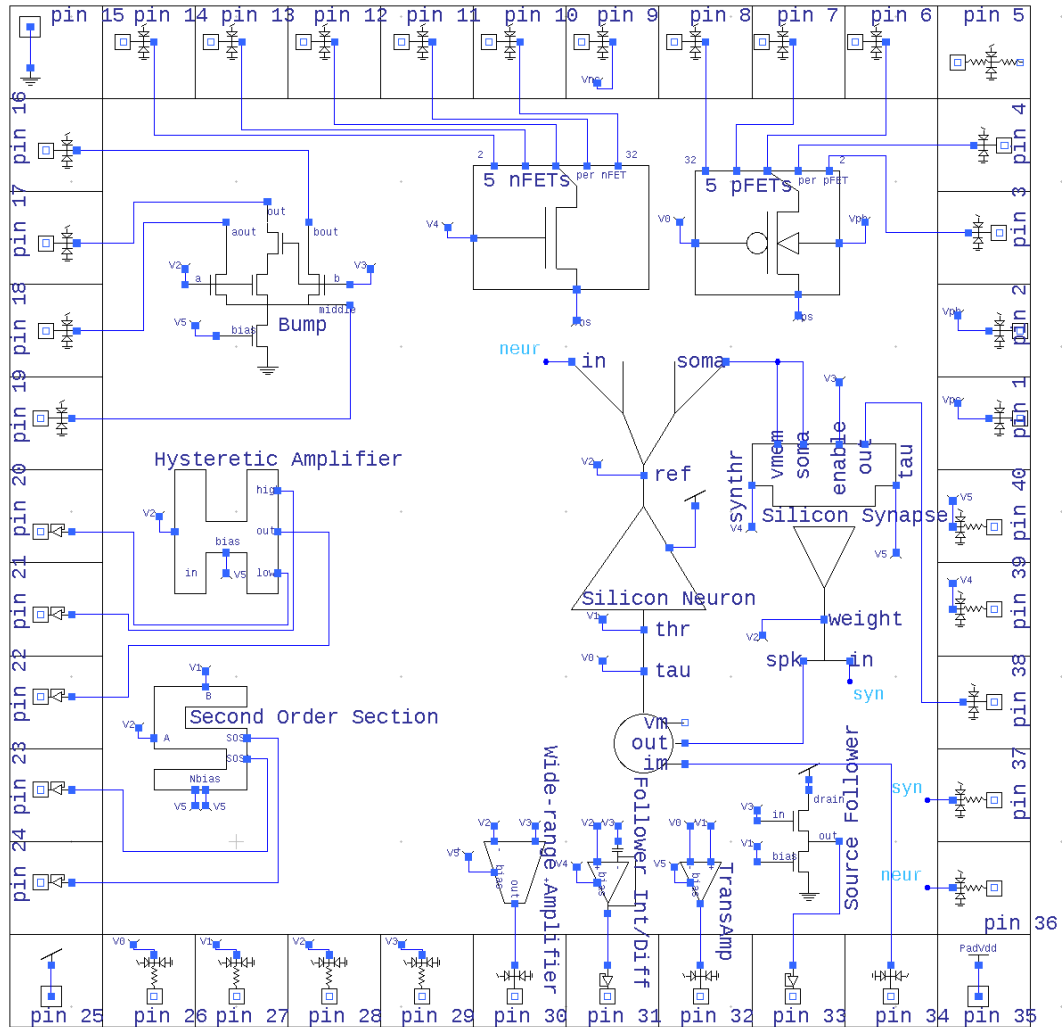 pin 15
pin 14
pin 13
pin 12
pin 11
pin 10
pin 9
pin 8
pin 7
pin 6
pin 5
Vns
pin 16
pin 4
2
per nFET
32
5 nFETs
32
per pFET
2
5 pFETs
pin 17
pin 3
out
aout
bout
V4
V0
Vpb
V2
a
b
V3
middle
pin 18
pin 2
V5
bias
Bump
Vns
Vps
Vpb
neur
in
soma
V3
pin 19
pin 1
Vps
vmem
soma
enable
out
tau
synthr
Hysteretic Amplifier
V2
ref
pin 20
pin 40
high
V5
V2
out
bias
in
V5
low
V4
Silicon Synapse
V5
pin 21
pin 39
V4
Silicon Neuron
V1
thr
V2
weight
pin 22
pin 38
V0
tau
spk
in
syn
V1
B
Second Order Section
V2
A
SOS
SOS
Nbias
V5
V5
vm
out
im
pin 23
pin 37
syn
Wide-range Amplifier
Follower Int/Diff
TransAmp
Source Follower
drain
V3
in
out
V1
bias
pin 24
V2
V3
V5
bias
out
V2
V3
V4
bias
V0
V1
V5
bias
neur
pin 36
V0
V1
V2
V3
PadVdd
pin 25
pin 26
pin 27
pin 28
pin 29
pin 30
pin 31
pin 32
pin 33
pin 34
pin 35